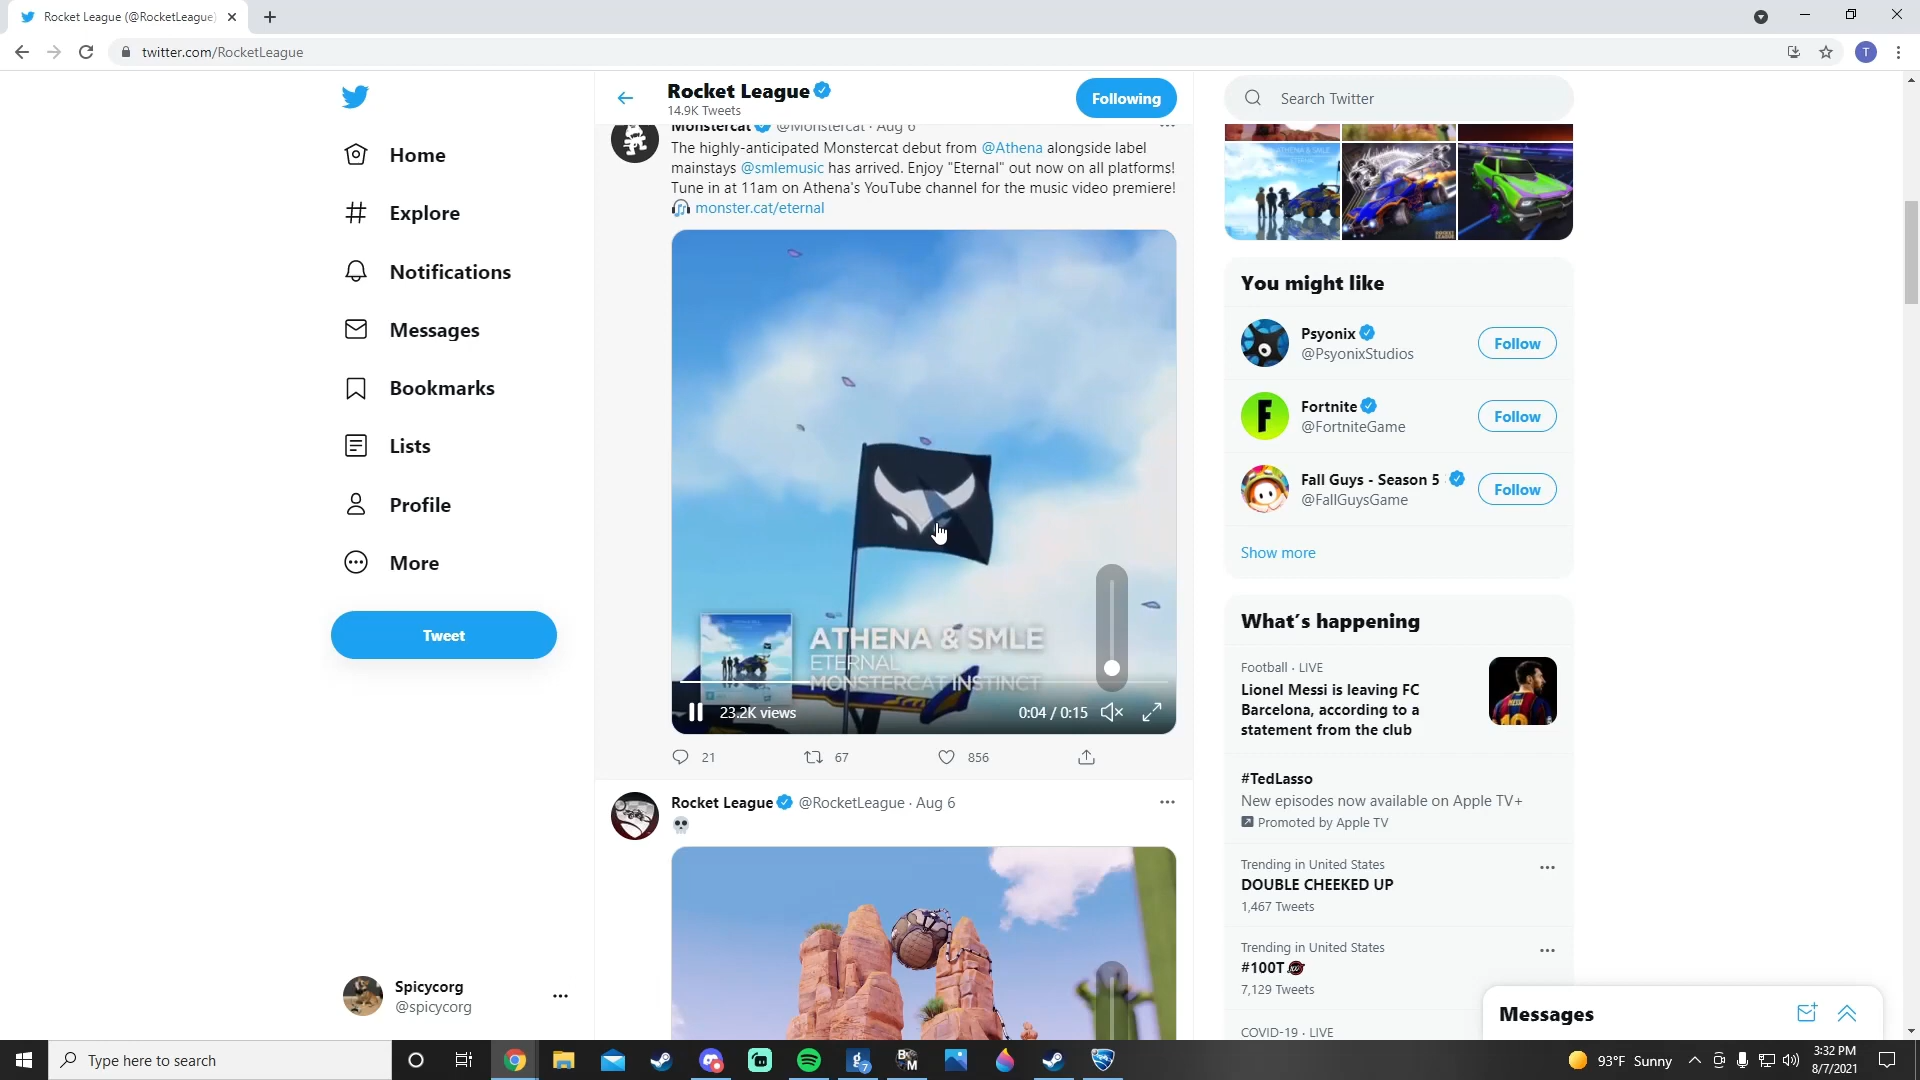 Rocket League (@RocketLeague)
twitter.com/RocketLeague
T
Home
Explore
Notifications
Messages
Bookmarks
Lists
Profile
More
Tweet
Spicycorg
@spicycorg
Rocket League
14.9K Tweets
Following
Monstercat @Monstercat · Aug 6
The highly-anticipated Monstercat debut from @Athena alongside label
mainstays @smlemusic has arrived. Enjoy "Eternal" out now on all platforms!
Tune in at 11am on Athena's YouTube channel for the music video premiere!
monster.cat/eternal
ATHENA & SMLE
ETERNAL
MONSTERCAT INSTINCT
23.2K views
0:04 / 0:15
21
67
856
Rocket League @RocketLeague · Aug 6
Search Twitter
You might like
Psyonix
@PsyonixStudios
Follow
Fortnite
@FortniteGame
Follow
Fall Guys - Season 5
@FallGuysGame
Follow
Show more
What's happening
Football · LIVE
Lionel Messi is leaving FC
Barcelona, according to a
statement from the club
#TedLasso
New episodes now available on Apple TV+
Promoted by Apple TV
Trending in United States
DOUBLE CHEEKED UP
1,467 Tweets
Trending in United States
#100T
7,129 Tweets
COVID-19 · LIVE
Messages
Type here to search
93°F Sunny
3:32 PM
8/7/2021